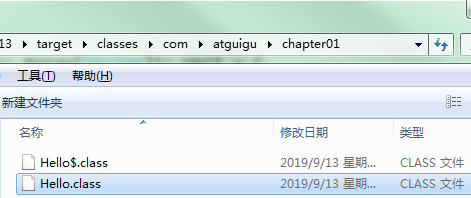 13 ▸ target ▸ classes ▸ com ▸ atguigu ▸ chapter01
工具(T) 帮助(H)
新建文件夹
名称 修改日期 类型
Hello$.class 2019/9/13 星期... CLASS 文件
Hello.class 2019/9/13 星期... CLASS 文件